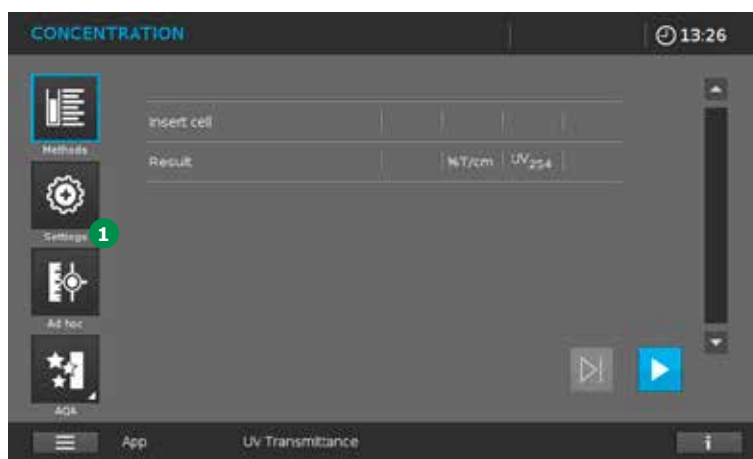 CONCENTRATION 13:26
Methods
Insert cell
Result %T/cm UV254
Settings 1
Ad hoc
AQA
App UV Transmittance i